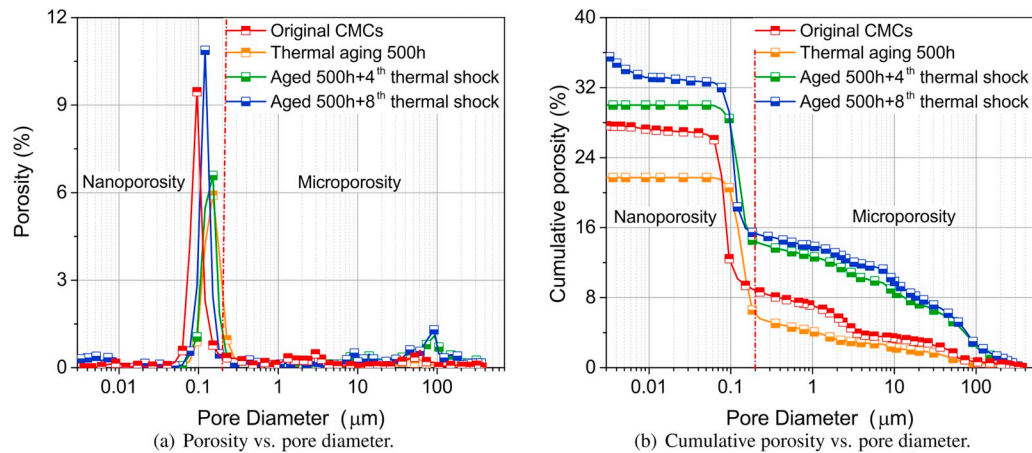 12
9
6
3
0
Porosity (%)
Original CMCs
Thermal aging 500h
Aged 500h+4th thermal shock
Aged 500h+8th thermal shock
Nanoporosity
Microporosity
0.01 0.1 1 10 100
Pore Diameter (μm)
(a) Porosity vs. pore diameter.
40
32
24
16
8
0
Cumulative porosity (%)
Original CMCs
Thermal aging 500h
Aged 500h+4th thermal shock
Aged 500h+8th thermal shock
Nanoporosity
Microporosity
0.01 0.1 1 10 100
Pore Diameter (μm)
(b) Cumulative porosity vs. pore diameter.